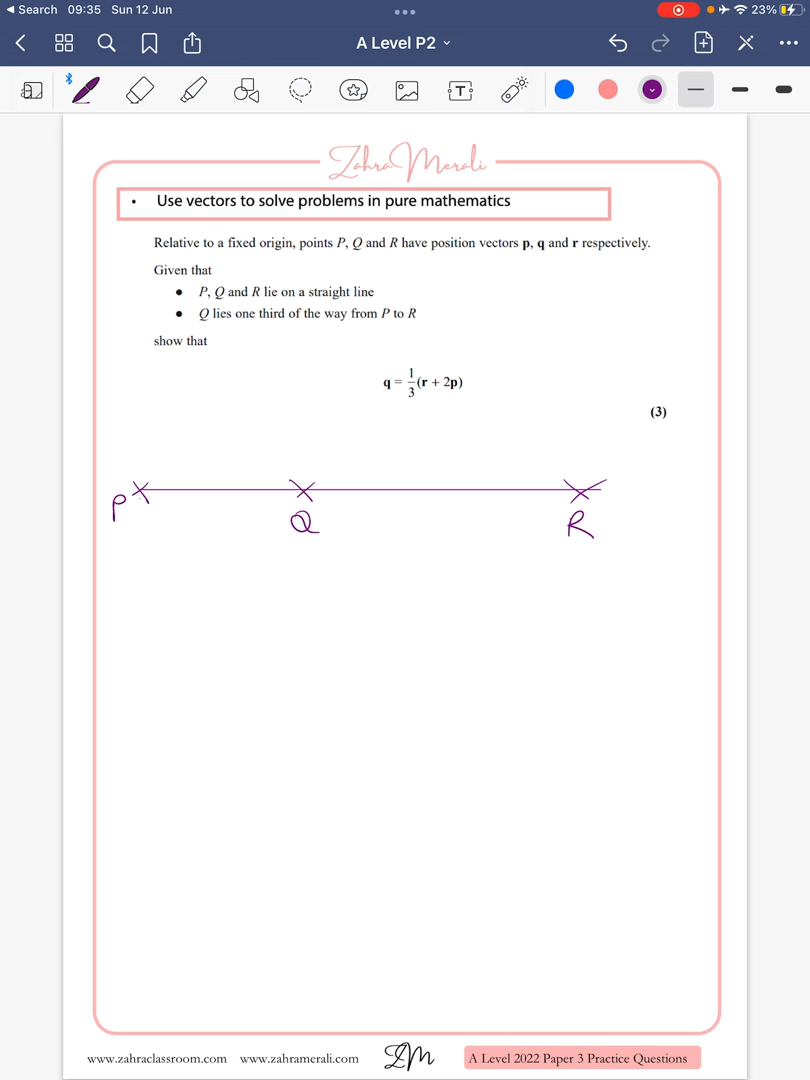 Search 09:35 Sun 12 Jun 23%
A Level P2
Zahra Merali
• Use vectors to solve problems in pure mathematics
Relative to a fixed origin, points P, Q and R have position vectors p, q and r respectively.
Given that
• P, Q and R lie on a straight line
• Q lies one third of the way from P to R
show that
q = 1/3 (r + 2p)
(3)
P
Q
R
www.zahraclassroom.com www.zahramerali.com ZM A Level 2022 Paper 3 Practice Questions